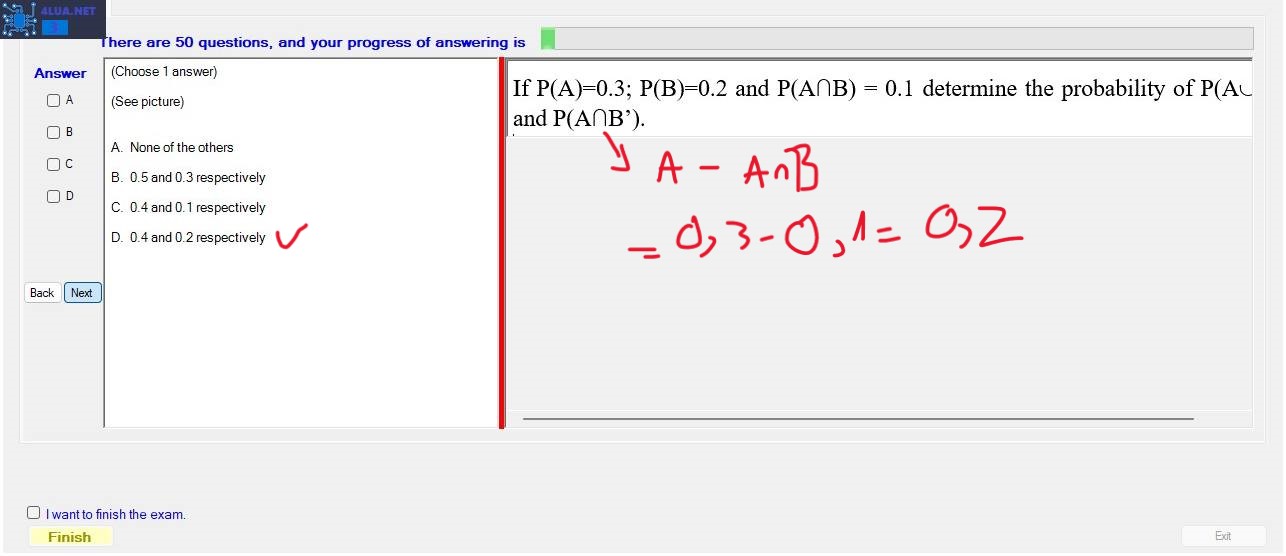 4LUA.NET
There are 50 questions, and your progress of answering is
Answer
(Choose 1 answer)
(See picture)
A
B
C
D
A. None of the others
B. 0.5 and 0.3 respectively
C. 0.4 and 0.1 respectively
D. 0.4 and 0.2 respectively
Back Next
If P(A)=0.3; P(B)=0.2 and P(A∩B) = 0.1 determine the probability of P(A∪
and P(A∩B’).
A - A∩B
= 0,3-0,1= 0,2
I want to finish the exam.
Finish
Exit